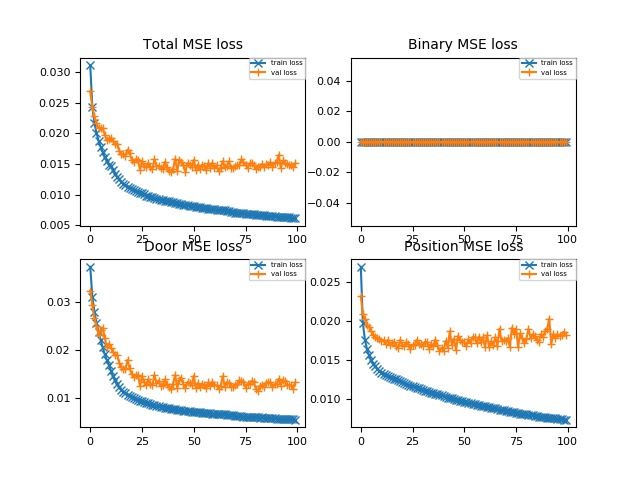 Total MSE loss
train loss
val loss
0.030
0.025
0.020
0.015
0.010
0.005
0 25 50 75 100
Binary MSE loss
train loss
val loss
0.04
0.02
0.00
−0.02
−0.04
0 25 50 75 100
Door MSE loss
train loss
val loss
0.03
0.02
0.01
0 25 50 75 100
Position MSE loss
train loss
val loss
0.025
0.020
0.015
0.010
0 25 50 75 100